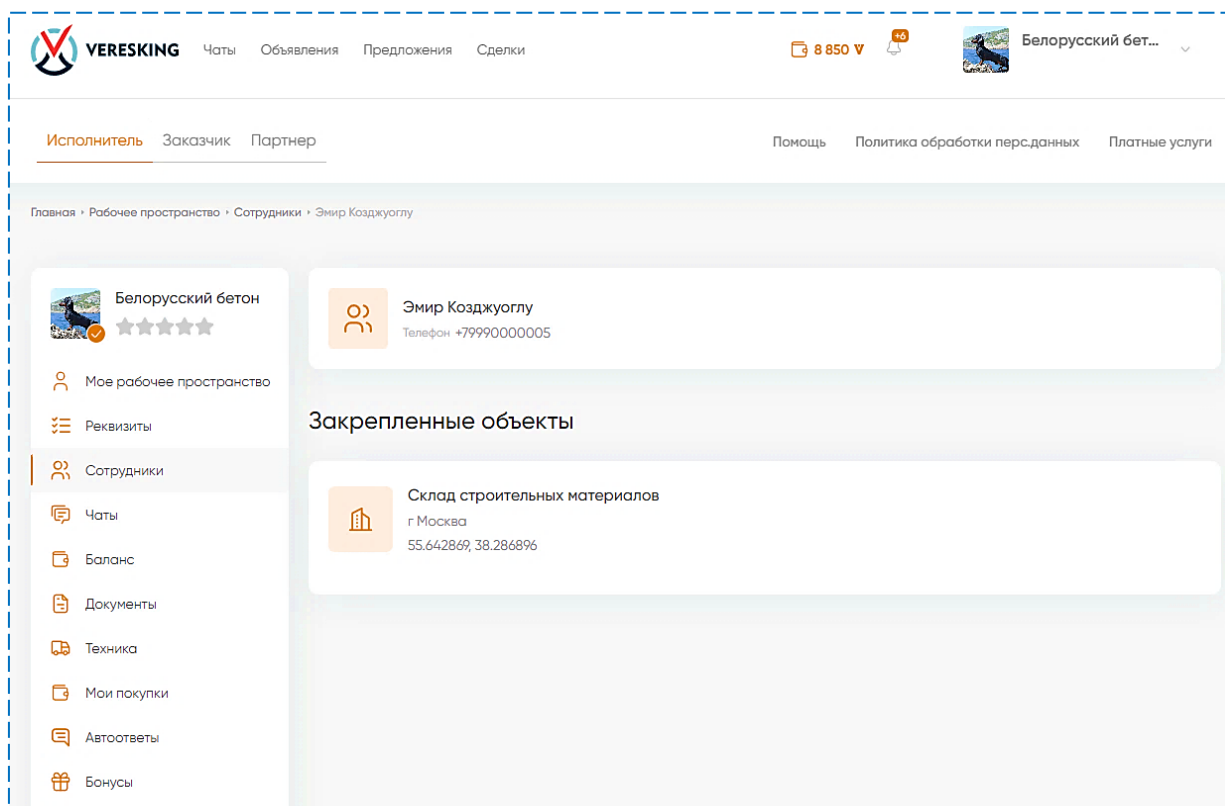 VERESKING Чаты Объявления Предложения Сделки 8 850 +6 Белорусский бет...
Исполнитель Заказчик Партнер Помощь Политика обработки перс.данных Платные услуги
Главная Рабочее пространство Сотрудники Эмир Козджуоглу
Белорусский бетон
Мое рабочее пространство
Реквизиты
Сотрудники
Чаты
Баланс
Документы
Техника
Мои покупки
Автоответы
Бонусы
Эмир Козджуоглу
Телефон +79990000005
Закрепленные объекты
Склад строительных материалов
г Москва
55.642869, 38.286896